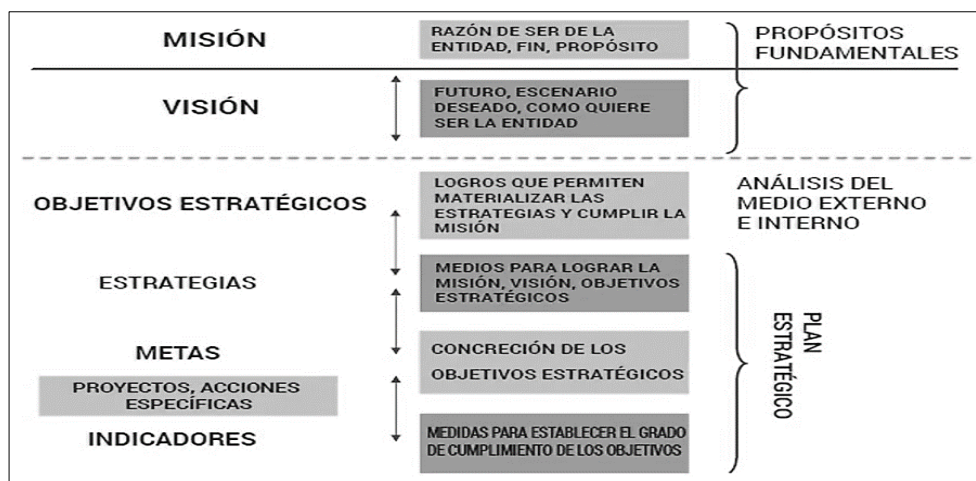 MISIÓN
RAZÓN DE SER DE LA
ENTIDAD, FIN, PROPÓSITO
PROPÓSITOS
FUNDAMENTALES
VISIÓN
FUTURO, ESCENARIO
DESEADO, COMO QUIERE
SER LA ENTIDAD
OBJETIVOS ESTRATÉGICOS
LOGROS QUE PERMITEN
MATERIALIZAR LAS
ESTRATEGIAS Y CUMPLIR LA
MISIÓN
ANÁLISIS DEL
MEDIO EXTERNO
E INTERNO
ESTRATEGIAS
MEDIOS PARA LOGRAR LA
MISIÓN, VISIÓN, OBJETIVOS
ESTRATÉGICOS
METAS
CONCRECIÓN DE LOS
OBJETIVOS ESTRATÉGICOS
PLAN
ESTRATÉGICO
PROYECTOS, ACCIONES
ESPECÍFICAS
INDICADORES
MEDIDAS PARA ESTABLECER EL GRADO
DE CUMPLIMIENTO DE LOS OBJETIVOS